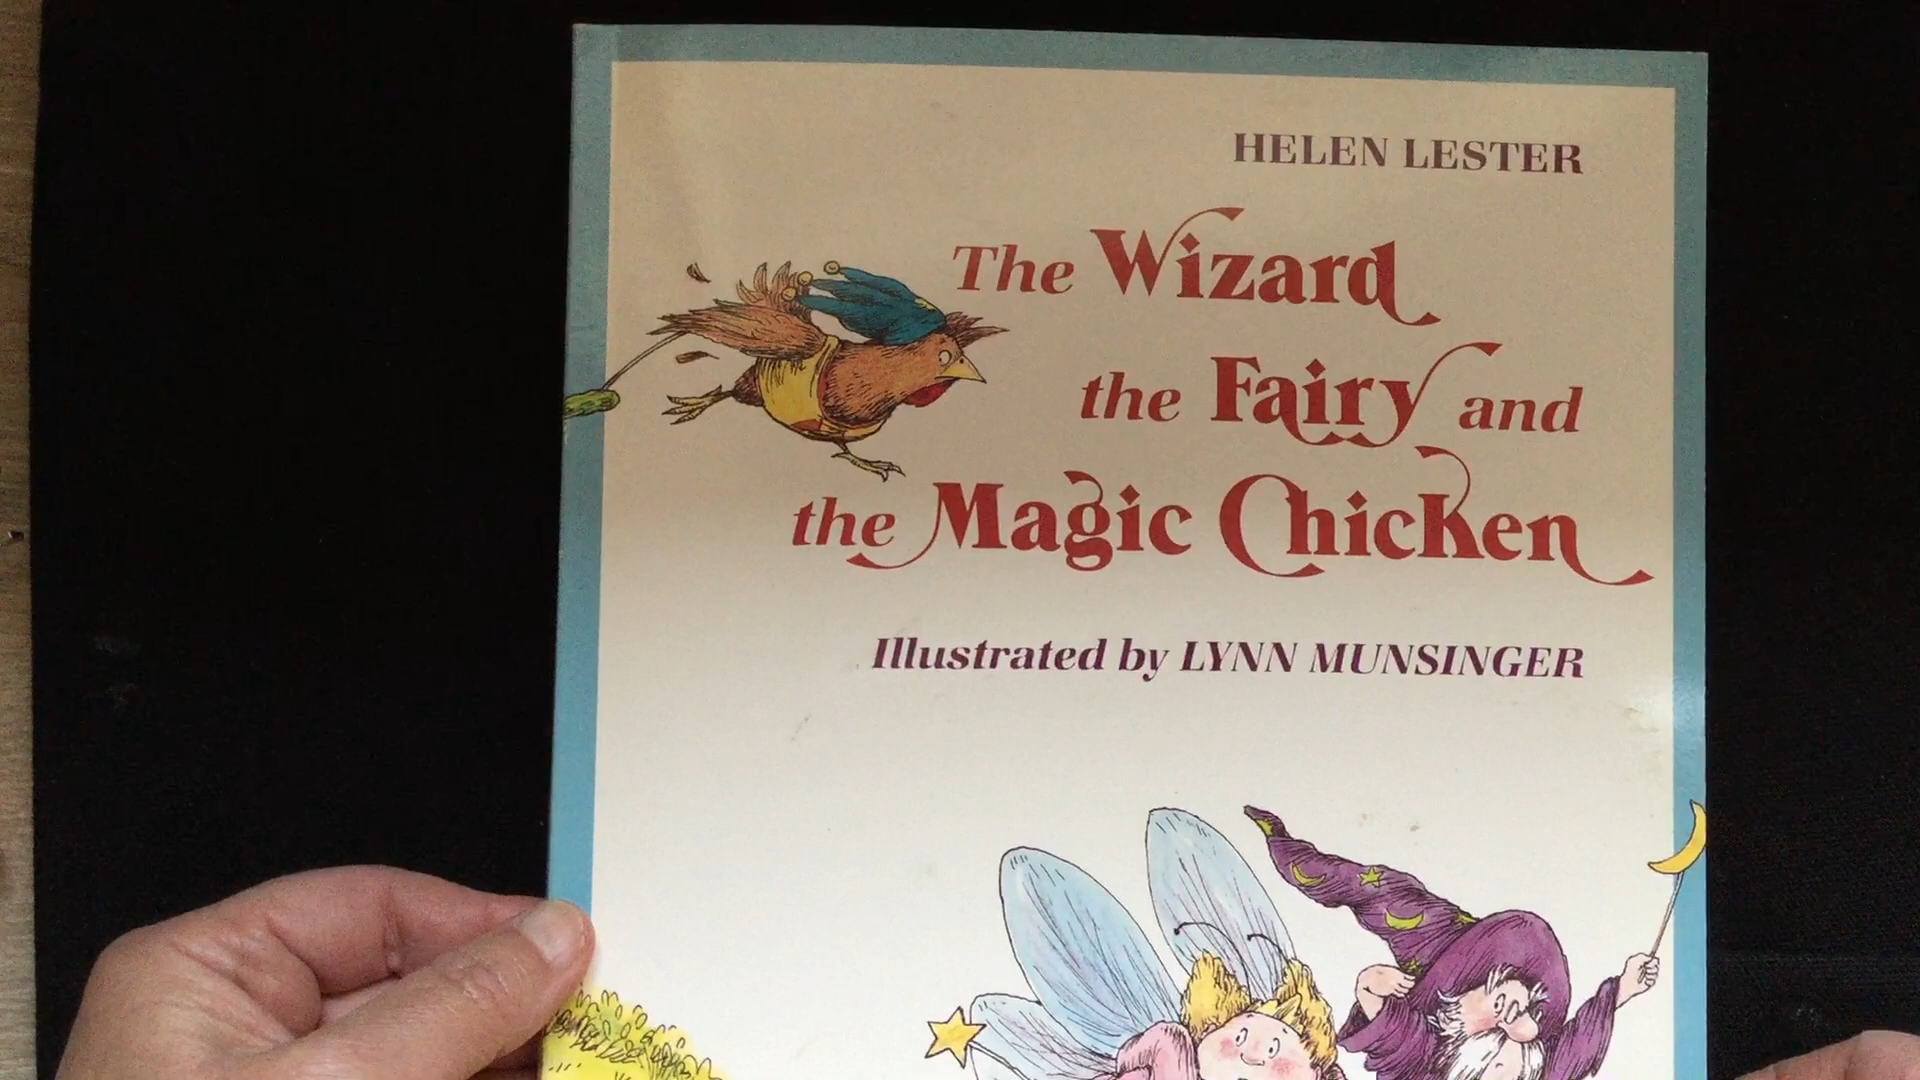 HELEN LESTER
The Wizard
the Fairy and
the Magic Chicken
Illustrated by LYNN MUNSINGER